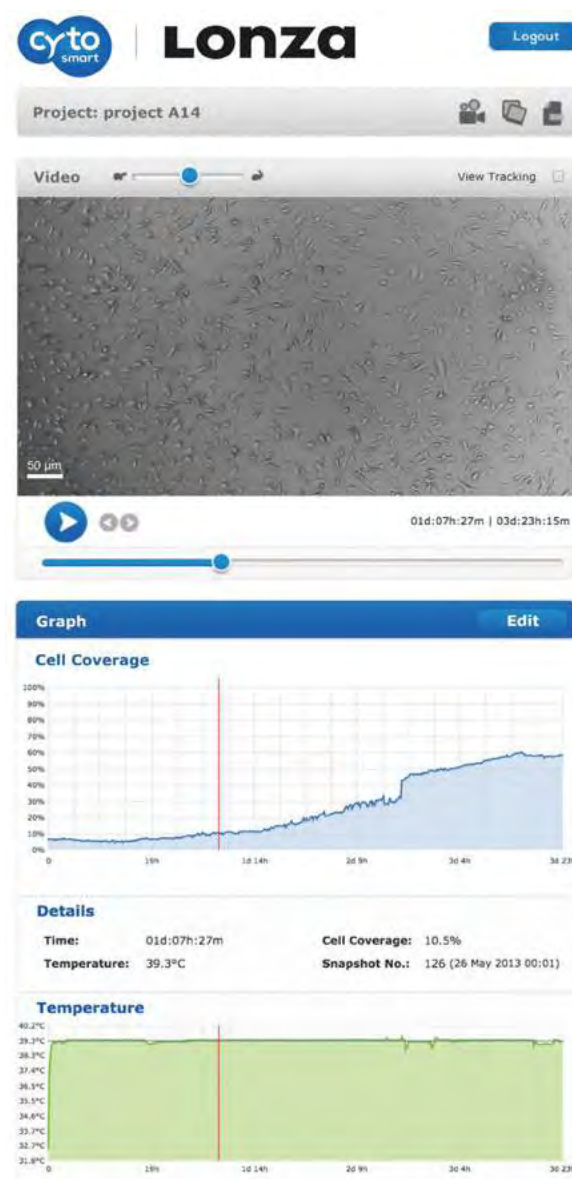 cyto
smart
Lonza
Logout
Project: project A14
Video
View Tracking
50 µm
01d:07h:27m | 03d:23h:15m
Graph
Edit
Cell Coverage
100%
90%
80%
70%
60%
50%
40%
30%
20%
10%
0%
0 19h 1d 14h 2d 9h 3d 4h 3d 23h
Details
Time: 01d:07h:27m Cell Coverage: 10.5%
Temperature: 39.3°C Snapshot No.: 126 (26 May 2013 00:01)
Temperature
40.2°C
39.3°C
38.3°C
37.4°C
36.5°C
35.5°C
34.6°C
33.7°C
32.7°C
31.8°C
0 19h 1d 14h 2d 9h 3d 4h 3d 23h